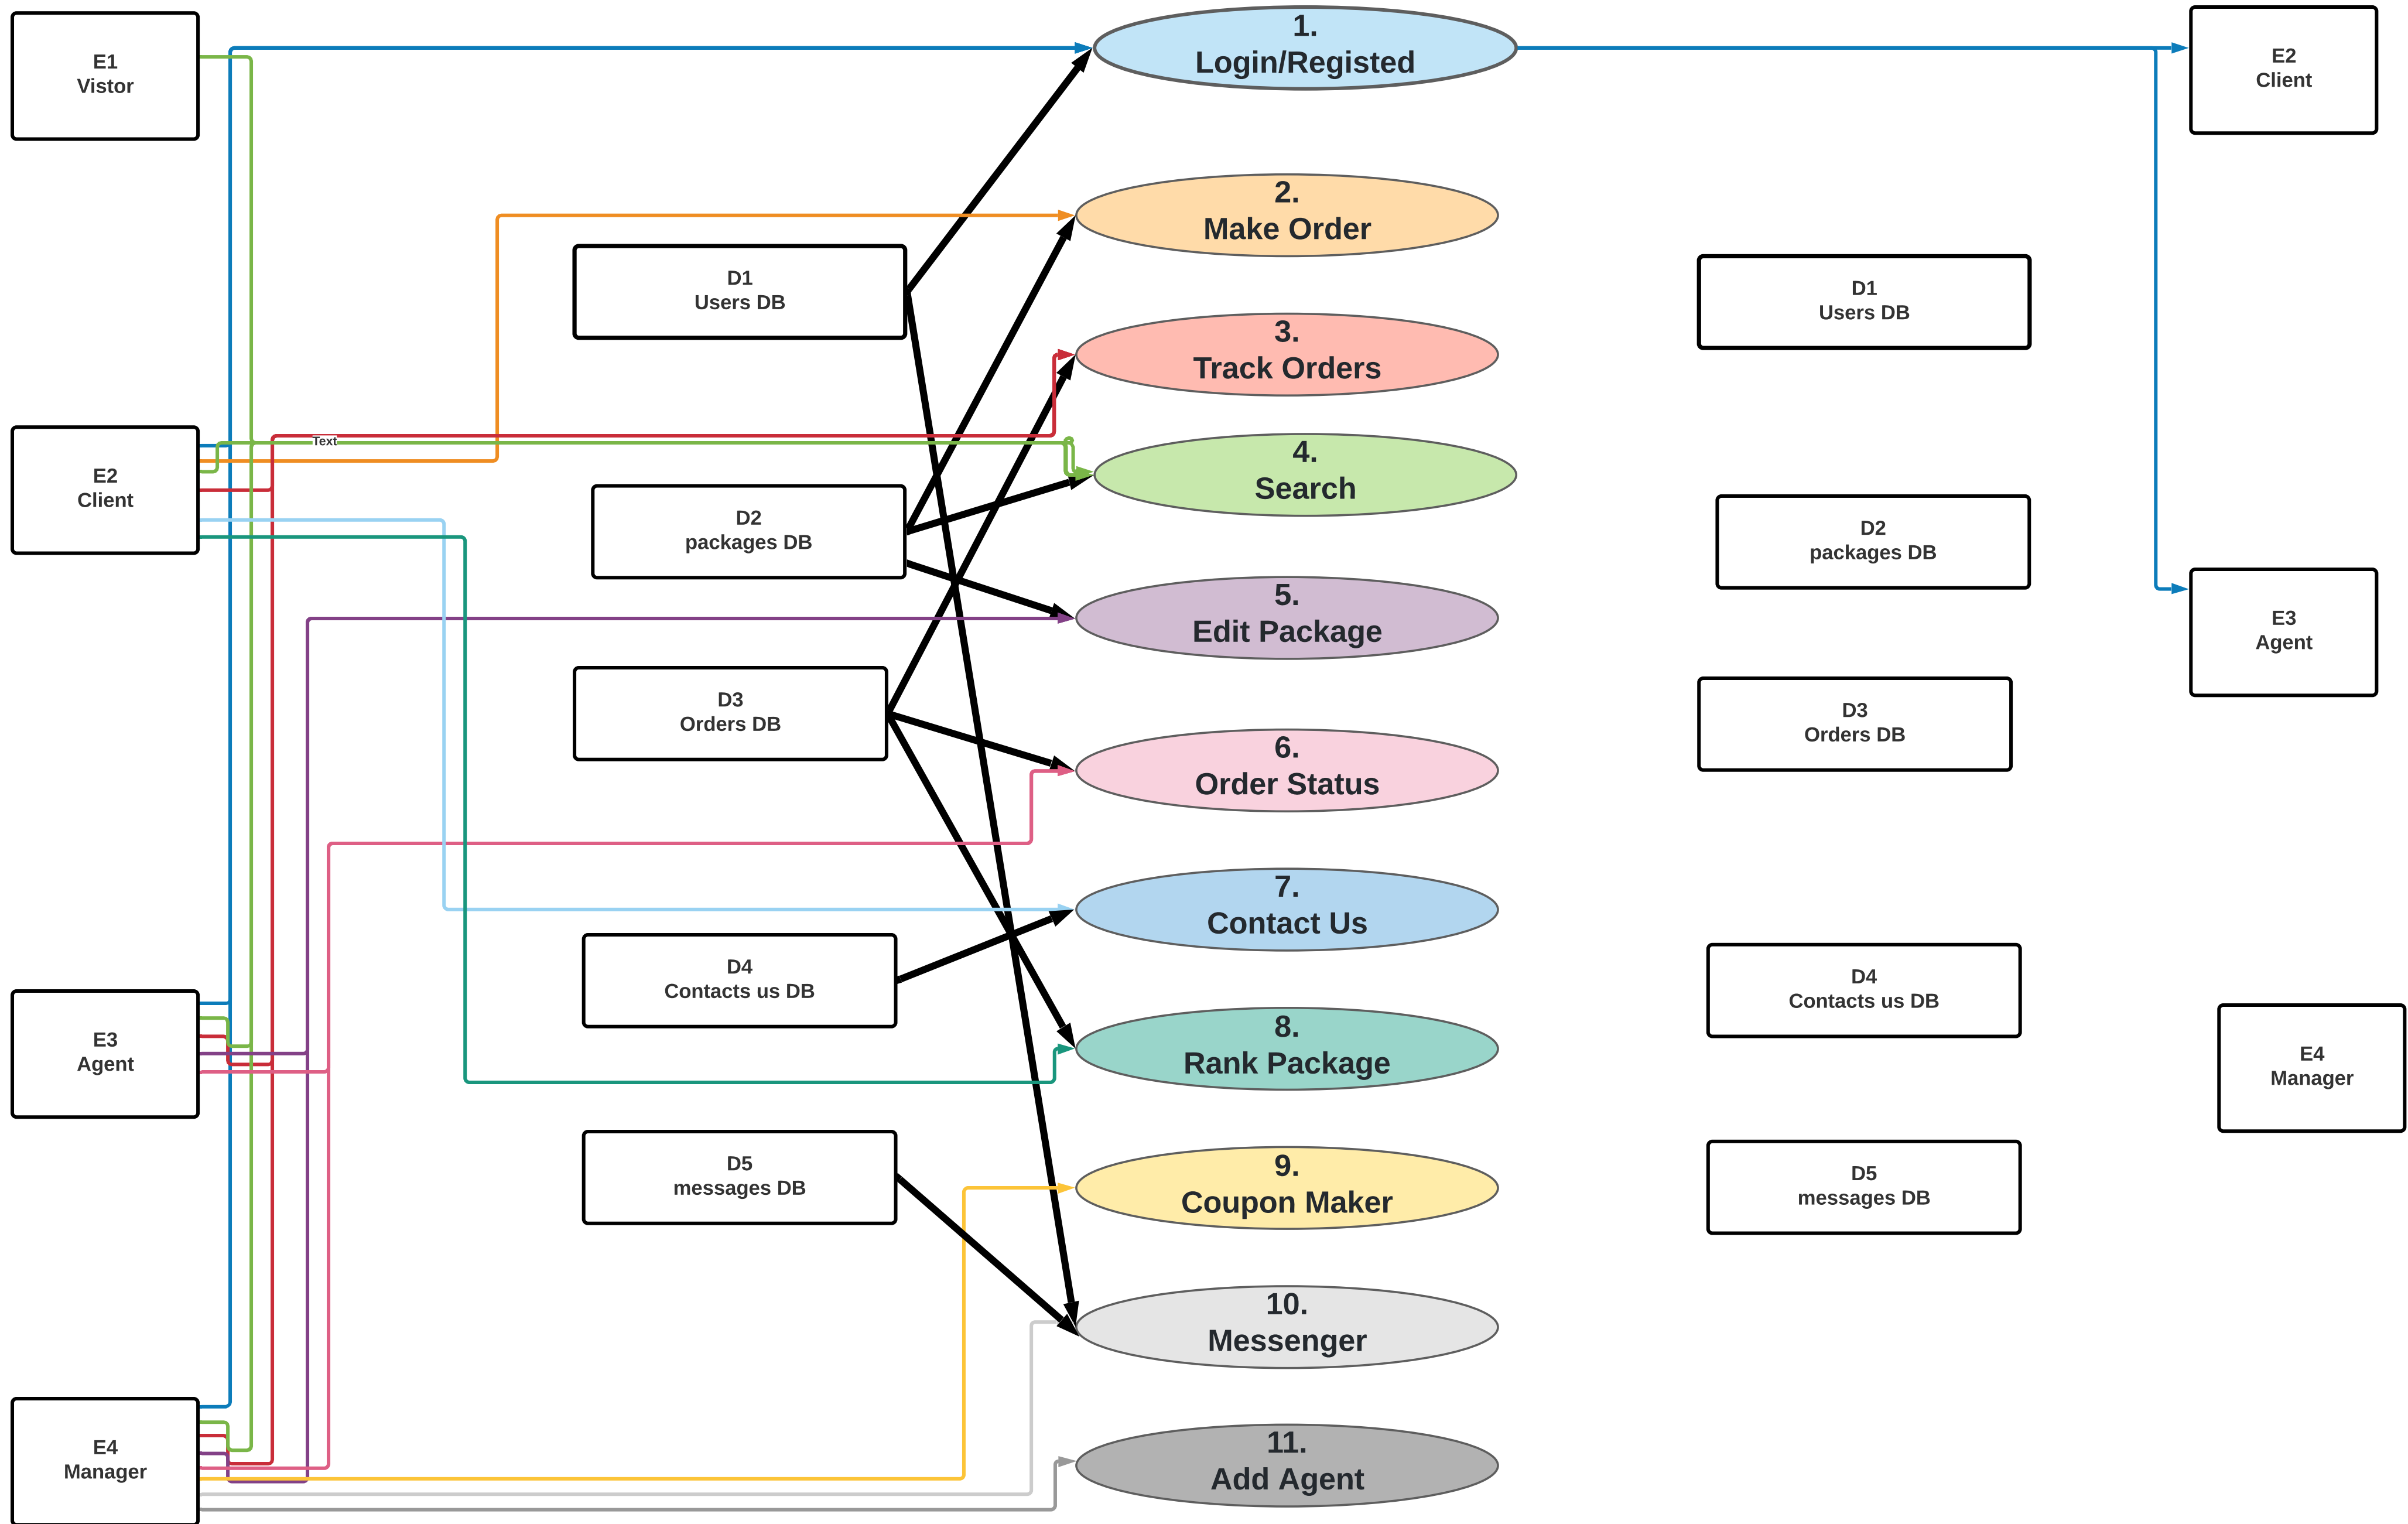 E1
Vistor
E2
Client
E3
Agent
E4
Manager
Text
D1
Users DB
D2
packages DB
D3
Orders DB
D4
Contacts us DB
D5
messages DB
1.
Login/Registed
2.
Make Order
3.
Track Orders
4.
Search
5.
Edit Package
6.
Order Status
7.
Contact Us
8.
Rank Package
9.
Coupon Maker
10.
Messenger
11.
Add Agent
D1
Users DB
D2
packages DB
D3
Orders DB
D4
Contacts us DB
D5
messages DB
E2
Client
E3
Agent
E4
Manager